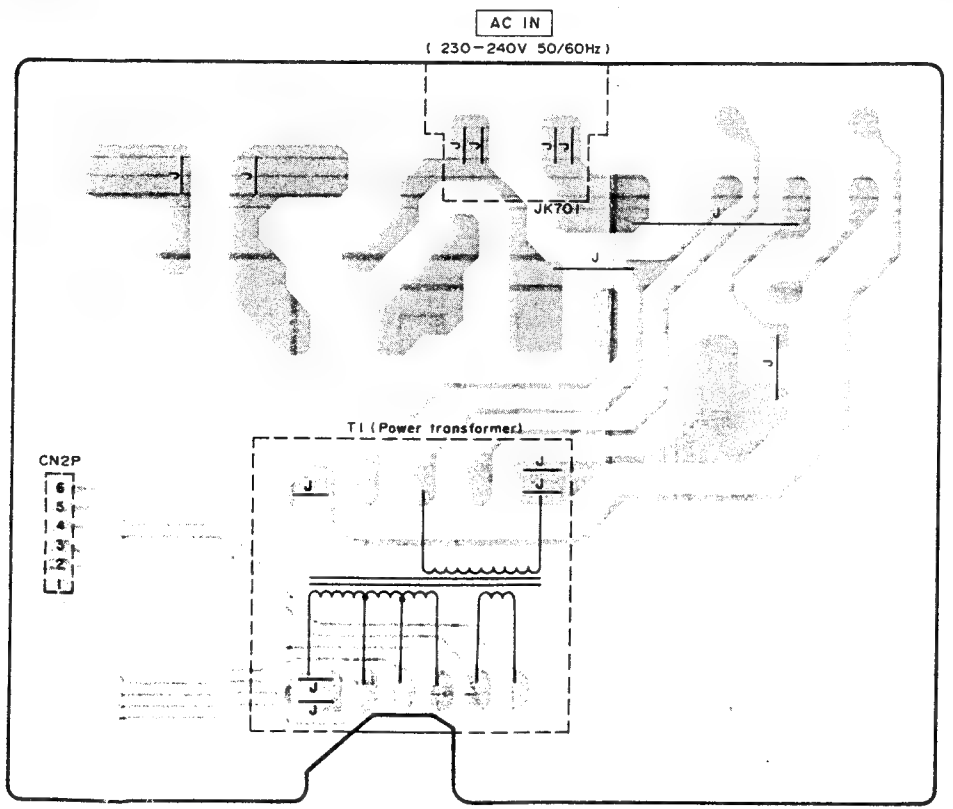 AC IN
( 230-240V 50/60Hz )
J J J J
J J
JK701
J
J
J
T1 (Power transformer)
CN2P
6
5
4
3
2
1
J
J
J
J
J